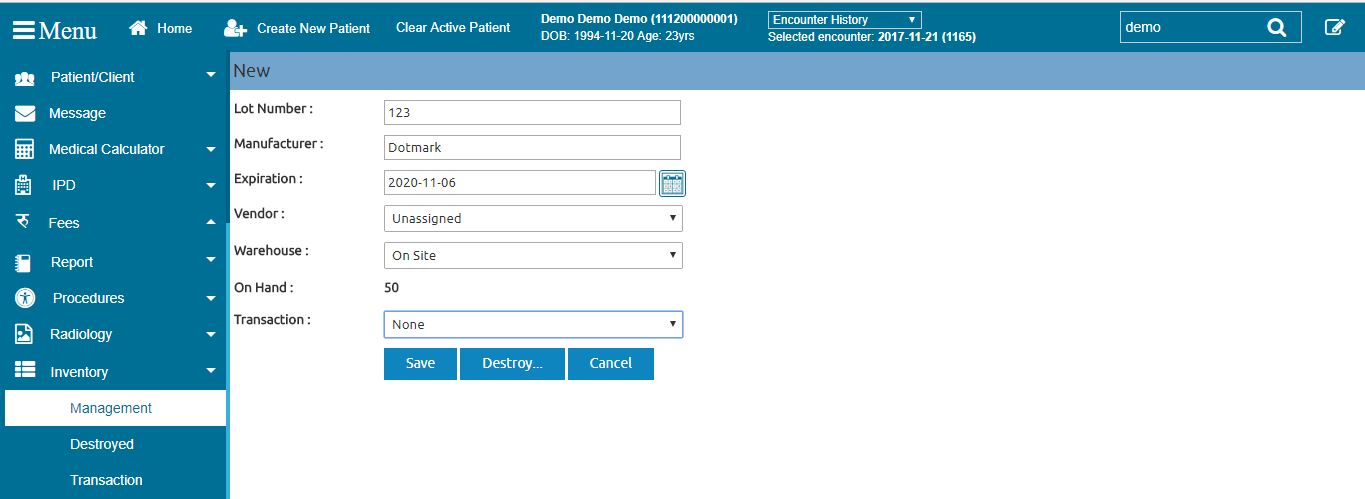 Menu
Home
Create New Patient
Clear Active Patient
Demo Demo Demo (111200000001)
DOB: 1994-11-20 Age: 23yrs
Encounter History
Selected encounter: 2017-11-21 (1165)
demo
Patient/Client
Message
Medical Calculator
IPD
Fees
Report
Procedures
Radiology
Inventory
Management
Destroyed
Transaction
New
Lot Number : 123
Manufacturer : Dotmark
Expiration : 2020-11-06
Vendor : Unassigned
Warehouse : On Site
On Hand : 50
Transaction : None
Save Destroy... Cancel